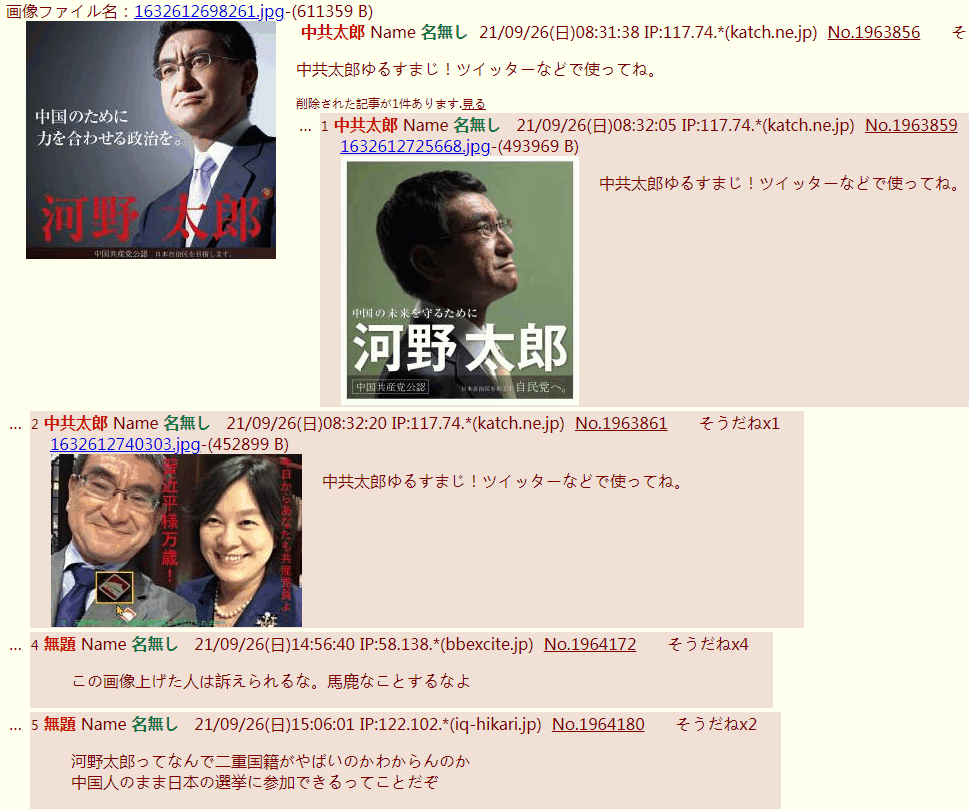 画像ファイル名：1632612698261.jpg-(611359 B)
中共太郎 Name 名無し 21/09/26(日)08:31:38 IP:117.74.*(katch.ne.jp) No.1963856 そ
中共太郎ゆるすまじ！ツイッターなどで使ってね。
削除された記事が1件あります.見る
中国のために
力を合わせる政治を。
河野 太郎
中国共産党公認 日本自治区を目指します。
… 1 中共太郎 Name 名無し 21/09/26(日)08:32:05 IP:117.74.*(katch.ne.jp) No.1963859
1632612725668.jpg-(493969 B)
中共太郎ゆるすまじ！ツイッターなどで使ってね。
中国の未来を守るために
河野太郎
中国共産党公認
自民党へ。
… 2 中共太郎 Name 名無し 21/09/26(日)08:32:20 IP:117.74.*(katch.ne.jp) No.1963861 そうだねx1
1632612740303.jpg-(452899 B)
中共太郎ゆるすまじ！ツイッターなどで使ってね。
習近平様万歳！
今日からあなたも共産党員よ
… 4 無題 Name 名無し 21/09/26(日)14:56:40 IP:58.138.*(bbexcite.jp) No.1964172 そうだねx4
この画像上げた人は訴えられるな。馬鹿なことするなよ
… 5 無題 Name 名無し 21/09/26(日)15:06:01 IP:122.102.*(iq-hikari.jp) No.1964180 そうだねx2
河野太郎ってなんで二重国籍がやばいのかわからんのか
中国人のまま日本の選挙に参加できるってことだぞ